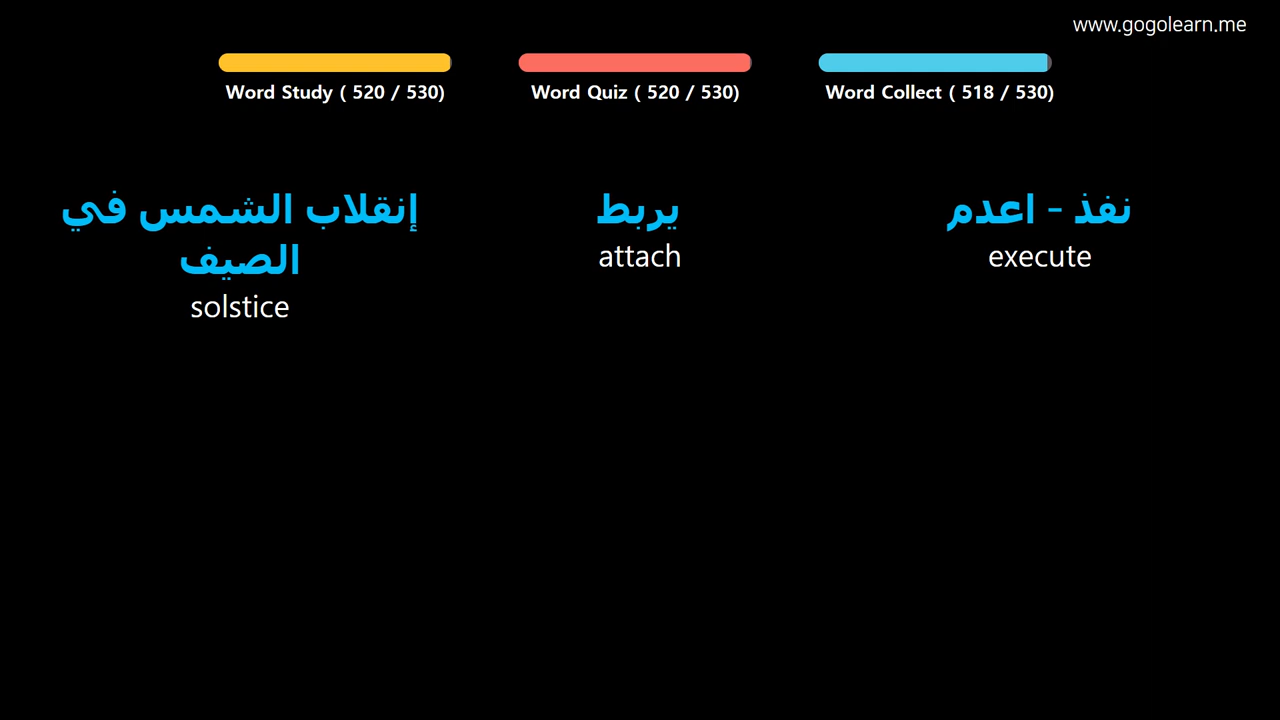 www.gogolearn.me
Word Study ( 520 / 530)
Word Quiz ( 520 / 530)
Word Collect ( 518 / 530)
إنقلاب الشمس في
الصيف
solstice
يربط
attach
نفذ - اعدم
execute